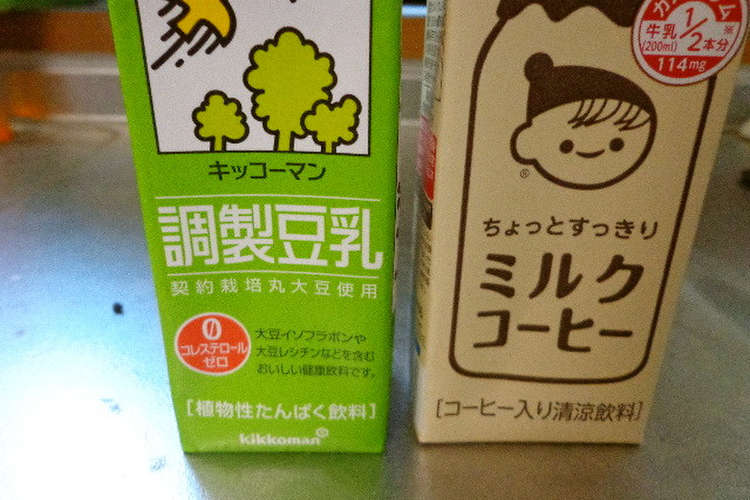 キッコーマン
調製豆乳
契約栽培丸大豆使用
0
コレステロール
ゼロ
大豆イソフラボンや
大豆レシチンなどを含む
おいしい健康飲料です。
[植物性たんぱく飲料]
kikkoman
牛乳1/2本分※
(200ml)
114mg
®
ちょっとすっきり
ミルク
コーヒー
[コーヒー入り清涼飲料]